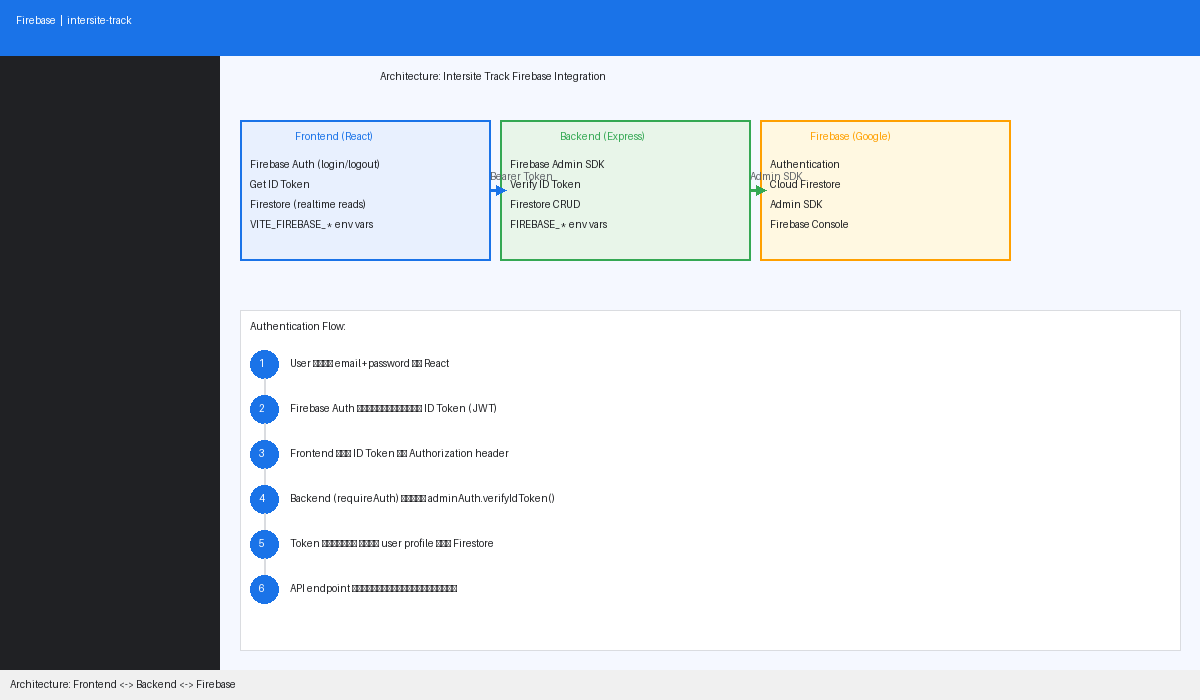 Firebase | intersite-track
Architecture: Intersite Track Firebase Integration
Frontend (React)
Firebase Auth (login/logout)
Get ID Token
Firestore (realtime reads)
VITE_FIREBASE_* env vars
Bearer Token
Backend (Express)
Firebase Admin SDK
Verify ID Token
Firestore CRUD
FIREBASE_* env vars
Admin SDK
Firebase (Google)
Authentication
Cloud Firestore
Admin SDK
Firebase Console
Authentication Flow:
1 User email+password React
2 Firebase Auth ID Token (JWT)
3 Frontend ID Token Authorization header
4 Backend (requireAuth) adminAuth.verifyIdToken()
5 Token user profile Firestore
6 API endpoint
Architecture: Frontend <-> Backend <-> Firebase